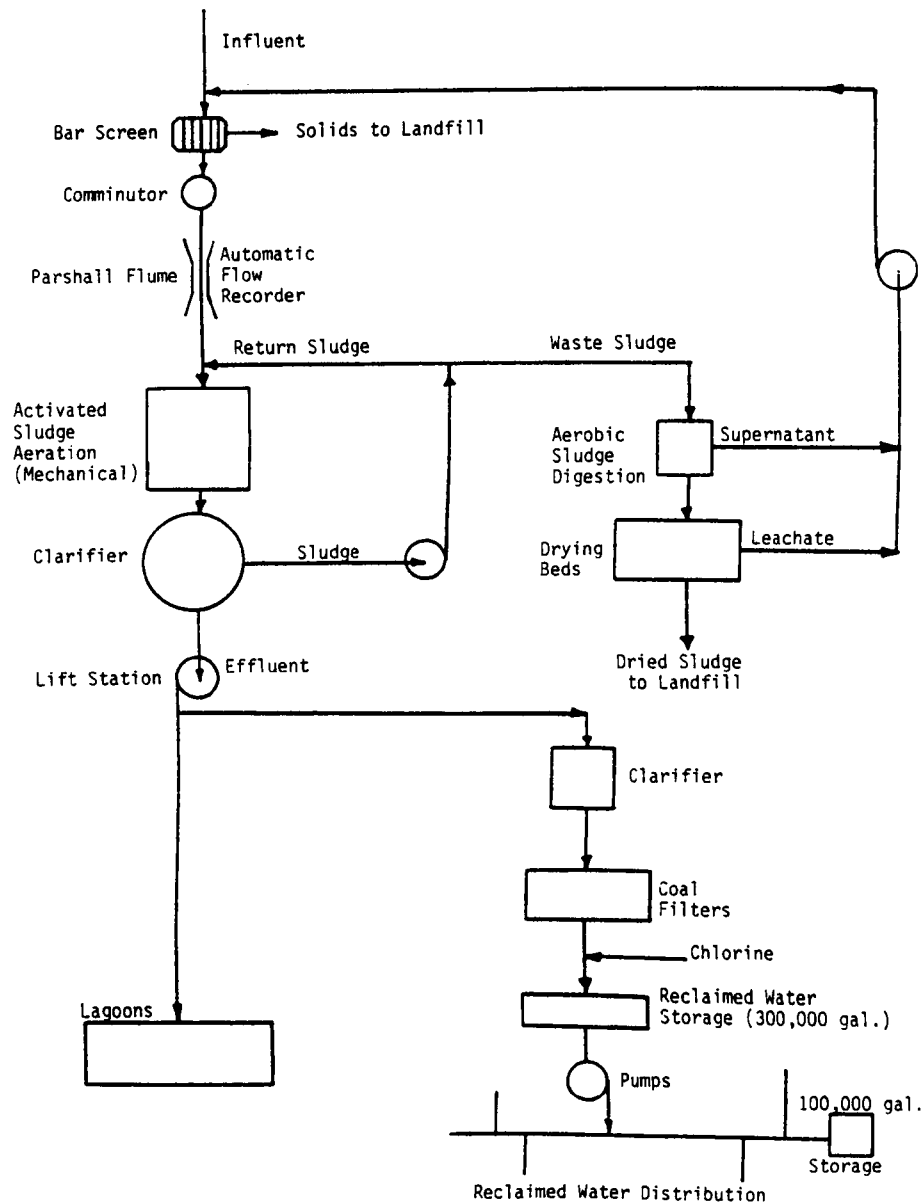 Influent
Bar Screen
Solids to Landfill
Comminutor
Parshall Flume
Automatic
Flow
Recorder
Return Sludge
Waste Sludge
Activated
Sludge
Aeration
(Mechanical)
Aerobic
Sludge
Digestion
Supernatant
Clarifier
Sludge
Drying
Beds
Leachate
Dried Sludge
to Landfill
Lift Station
Effluent
Clarifier
Coal
Filters
Chlorine
Lagoons
Reclaimed Water
Storage (300,000 gal.)
Pumps
100,000 gal.
Storage
Reclaimed Water Distribution